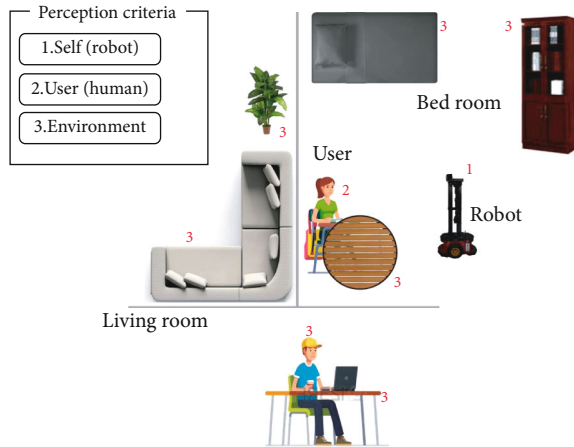 Perception criteria
1.Self (robot)
2.User (human)
3.Environment
3
3
Bed room
3
User
1
2
Robot
3
3
Living room
3
3